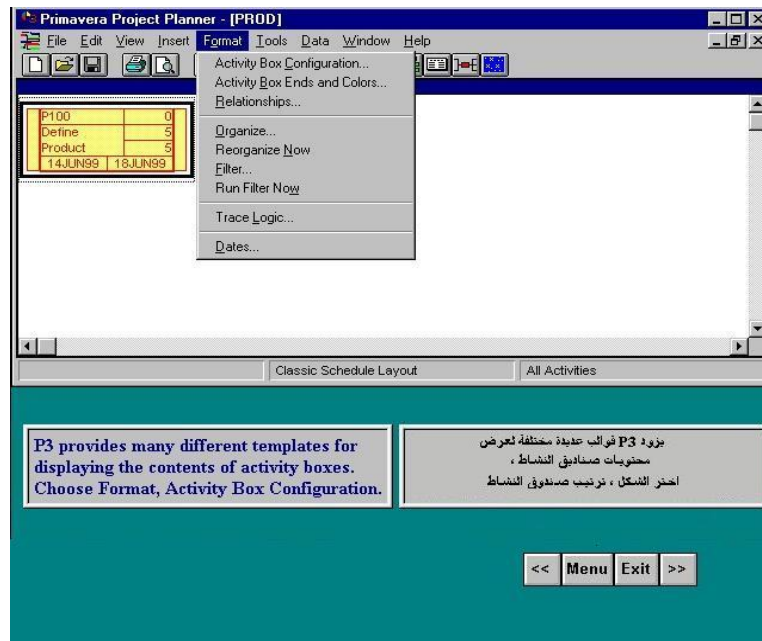 Primavera Project Planner - [PROD]
File Edit View Insert Format Tools Data Window Help
Activity Box Configuration...
Activity Box Ends and Colors...
Relationships...
Organize...
Reorganize Now
Filter...
Run Filter Now
Trace Logic...
Dates...
P100 0
Define 5
Product 5
14JUN99 18JUN99
Classic Schedule Layout All Activities
P3 provides many different templates for
displaying the contents of activity boxes.
Choose Format, Activity Box Configuration.
يزود P3 قوالب عديدة مختلفة لعرض
محتويات صناديق النشاط ،
اختر الشكل ، ترتيب صندوق النشاط
<< Menu Exit >>